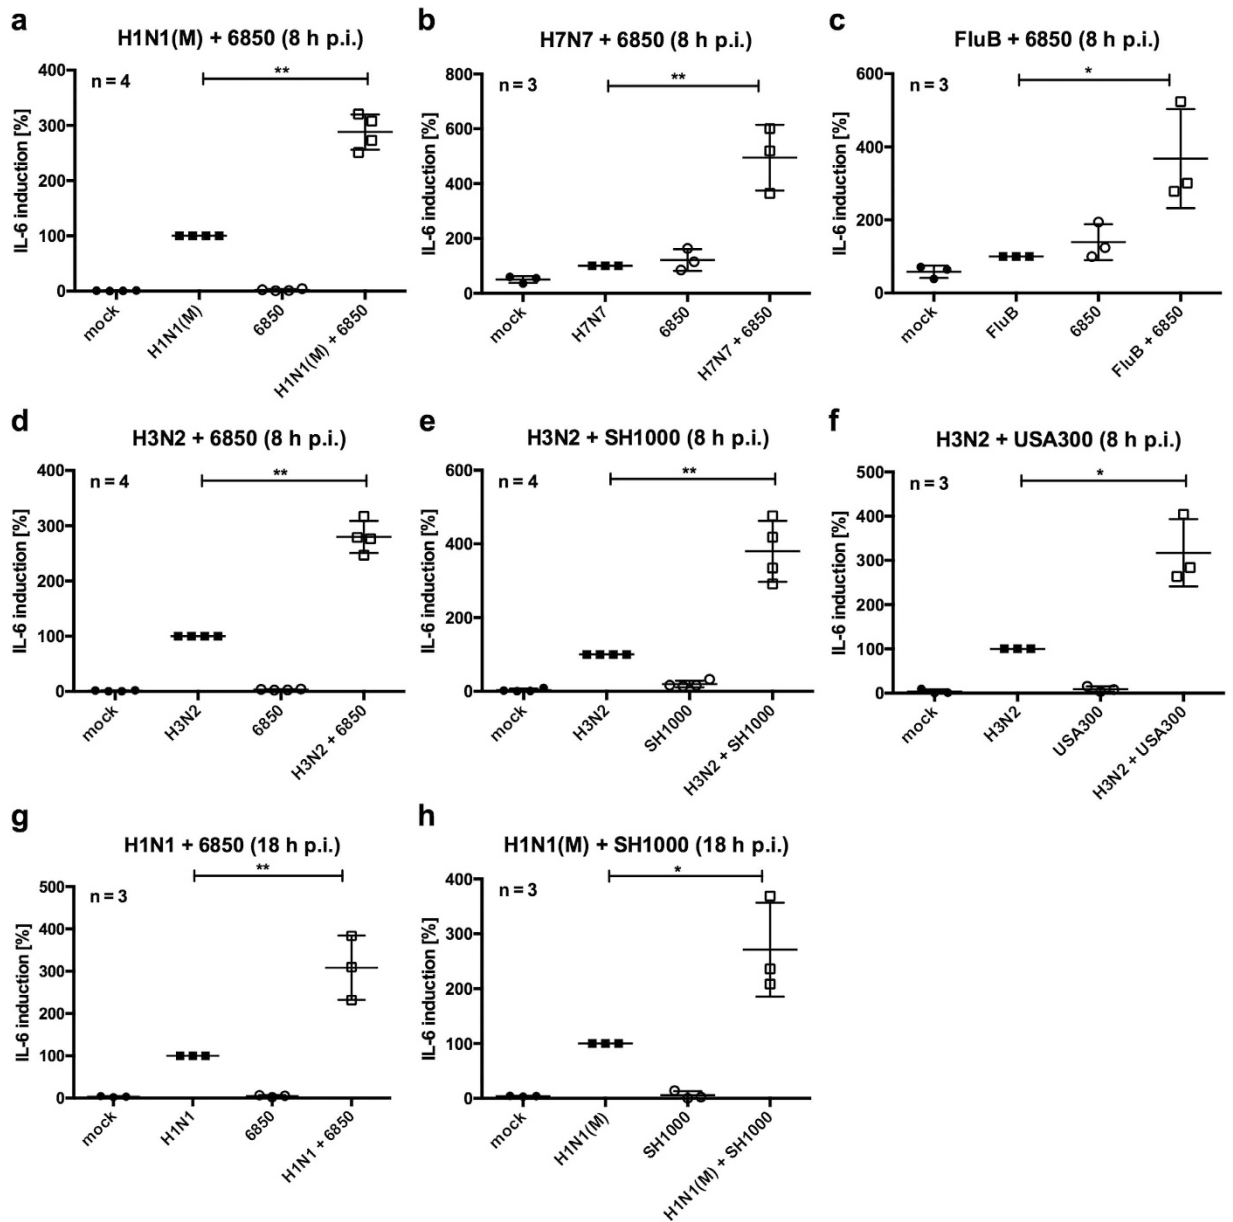 a
H1N1(M) + 6850 (8 h p.i.)
n = 4
**
IL-6 induction [%]
400
300
200
100
0
mock
H1N1(M)
6850
H1N1(M) + 6850
b
H7N7 + 6850 (8 h p.i.)
n = 3
**
IL-6 induction [%]
800
600
400
200
0
mock
H7N7
6850
H7N7 + 6850
c
FluB + 6850 (8 h p.i.)
n = 3
*
IL-6 induction [%]
600
400
200
0
mock
FluB
6850
FluB + 6850
d
H3N2 + 6850 (8 h p.i.)
n = 4
**
IL-6 induction [%]
400
300
200
100
0
mock
H3N2
6850
H3N2 + 6850
e
H3N2 + SH1000 (8 h p.i.)
n = 4
**
IL-6 induction [%]
600
400
200
0
mock
H3N2
SH1000
H3N2 + SH1000
f
H3N2 + USA300 (8 h p.i.)
n = 3
*
IL-6 induction [%]
500
400
300
200
100
0
mock
H3N2
USA300
H3N2 + USA300
g
H1N1 + 6850 (18 h p.i.)
n = 3
**
IL-6 induction [%]
500
400
300
200
100
0
mock
H1N1
6850
H1N1 + 6850
h
H1N1(M) + SH1000 (18 h p.i.)
n = 3
*
IL-6 induction [%]
400
300
200
100
0
mock
H1N1(M)
SH1000
H1N1(M) + SH1000